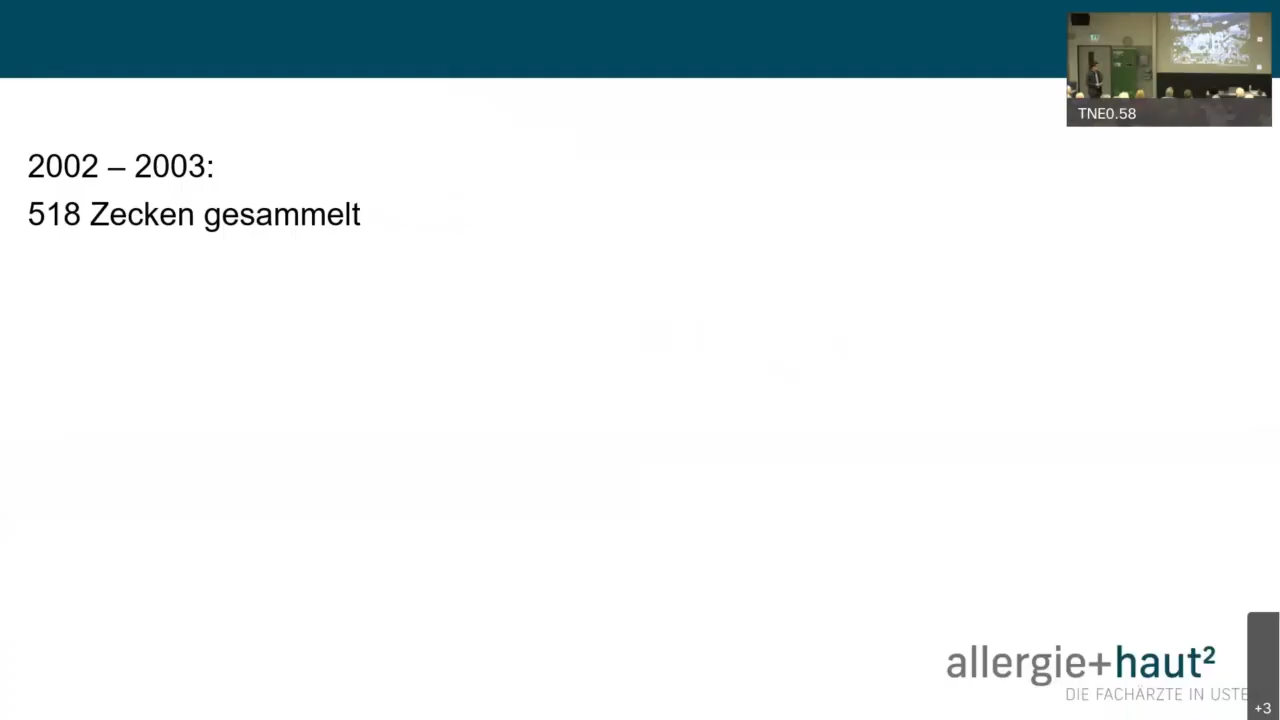 TNE0.58
2002 – 2003:
518 Zecken gesammelt
allergie+haut²
DIE FACHÄRZTE IN USTE
+3